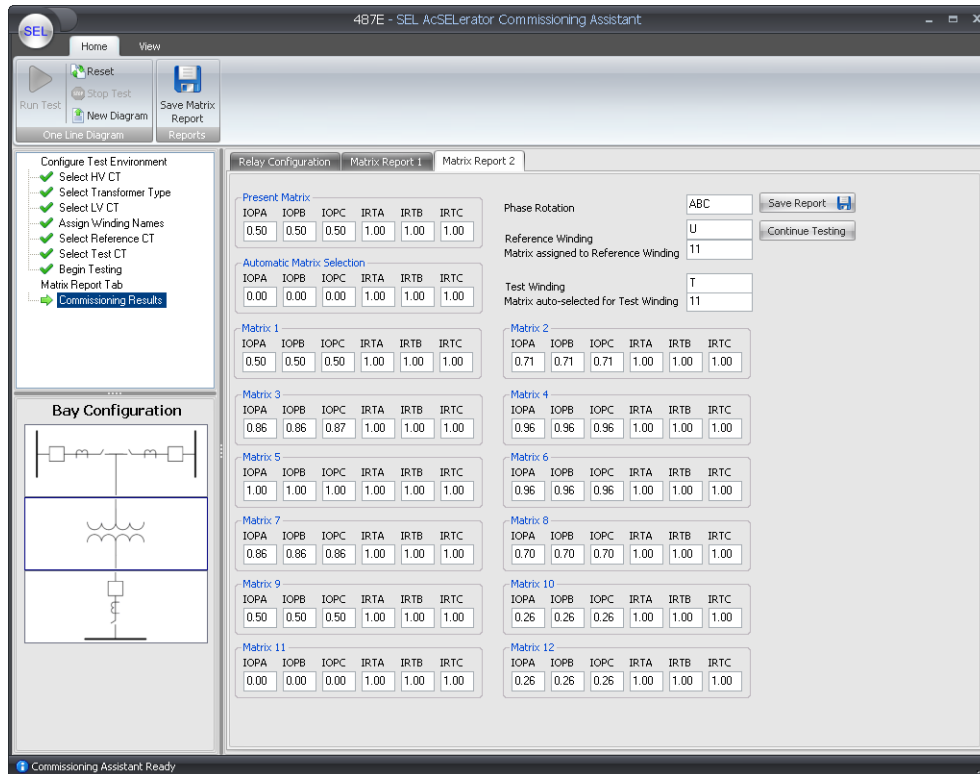 487E - SEL AcSELerator Commissioning Assistant
SEL
Home View
Run Test
Reset
Stop Test
New Diagram
One Line Diagram
Save Matrix Report
Reports
Configure Test Environment
Select HV CT
Select Transformer Type
Select LV CT
Assign Winding Names
Select Reference CT
Select Test CT
Begin Testing
Matrix Report Tab
Commissioning Results
Bay Configuration
Relay Configuration Matrix Report 1 Matrix Report 2
Present Matrix
IOPA IOPB IOPC IRTA IRTB IRTC
0.50 0.50 0.50 1.00 1.00 1.00
Phase Rotation ABC
Save Report
Reference Winding U
Matrix assigned to Reference Winding 11
Continue Testing
Automatic Matrix Selection
IOPA IOPB IOPC IRTA IRTB IRTC
0.00 0.00 0.00 1.00 1.00 1.00
Test Winding T
Matrix auto-selected for Test Winding 11
Matrix 1
IOPA IOPB IOPC IRTA IRTB IRTC
0.50 0.50 0.50 1.00 1.00 1.00
Matrix 2
IOPA IOPB IOPC IRTA IRTB IRTC
0.71 0.71 0.71 1.00 1.00 1.00
Matrix 3
IOPA IOPB IOPC IRTA IRTB IRTC
0.86 0.86 0.87 1.00 1.00 1.00
Matrix 4
IOPA IOPB IOPC IRTA IRTB IRTC
0.96 0.96 0.96 1.00 1.00 1.00
Matrix 5
IOPA IOPB IOPC IRTA IRTB IRTC
1.00 1.00 1.00 1.00 1.00 1.00
Matrix 6
IOPA IOPB IOPC IRTA IRTB IRTC
0.96 0.96 0.96 1.00 1.00 1.00
Matrix 7
IOPA IOPB IOPC IRTA IRTB IRTC
0.86 0.86 0.86 1.00 1.00 1.00
Matrix 8
IOPA IOPB IOPC IRTA IRTB IRTC
0.70 0.70 0.70 1.00 1.00 1.00
Matrix 9
IOPA IOPB IOPC IRTA IRTB IRTC
0.50 0.50 0.50 1.00 1.00 1.00
Matrix 10
IOPA IOPB IOPC IRTA IRTB IRTC
0.26 0.26 0.26 1.00 1.00 1.00
Matrix 11
IOPA IOPB IOPC IRTA IRTB IRTC
0.00 0.00 0.00 1.00 1.00 1.00
Matrix 12
IOPA IOPB IOPC IRTA IRTB IRTC
0.26 0.26 0.26 1.00 1.00 1.00
Commissioning Assistant Ready